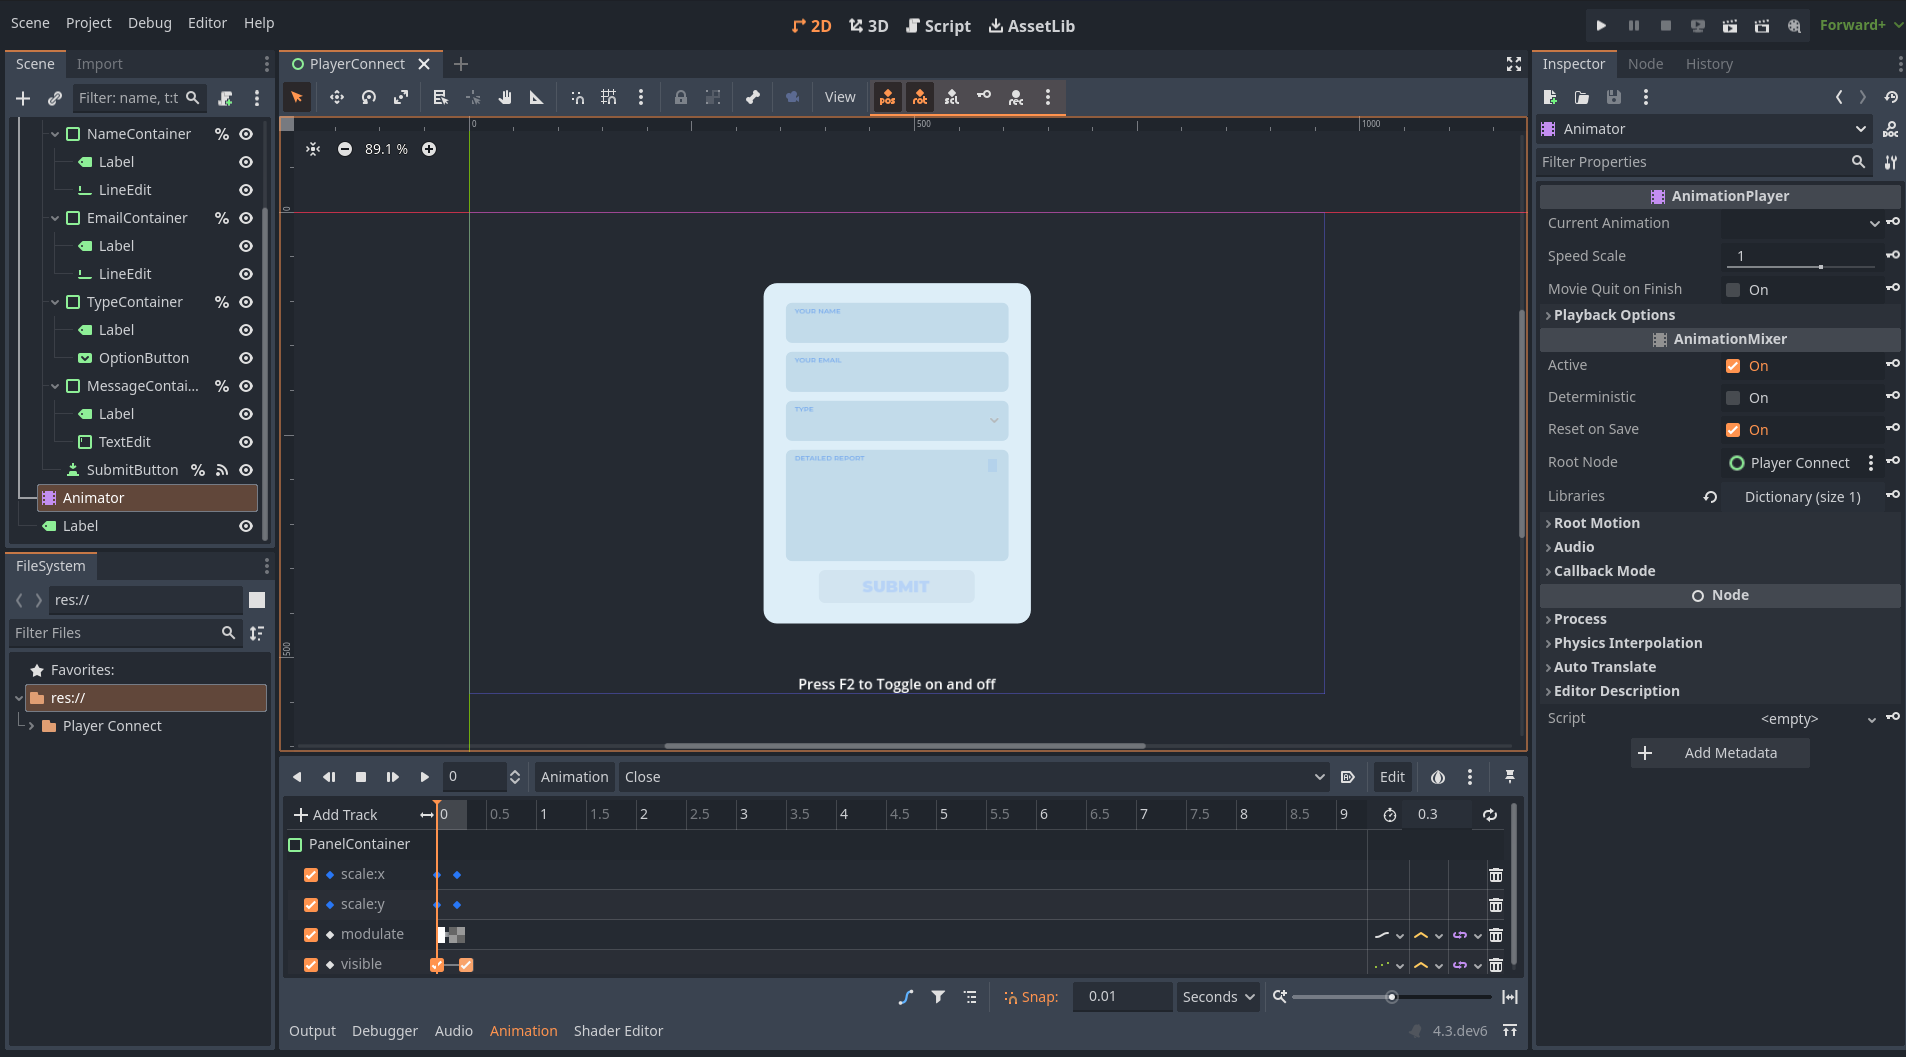 Scene Project Debug Editor Help
2D 3D Script AssetLib
Forward+
Scene Import
Filter: name, t:t
NameContainer
Label
LineEdit
EmailContainer
Label
LineEdit
TypeContainer
Label
OptionButton
MessageContai...
Label
TextEdit
SubmitButton
Animator
Label
FileSystem
res://
Filter Files
Favorites:
res://
Player Connect
PlayerConnect
View
pos rot scl rec
0 500 1000
0
500
89.1 %
YOUR NAME
YOUR EMAIL
TYPE
DETAILED REPORT
SUBMIT
Press F2 to Toggle on and off
0 Animation Close Edit
Add Track 0 0.5 1 1.5 2 2.5 3 3.5 4 4.5 5 5.5 6 6.5 7 7.5 8 8.5 9 0.3
PanelContainer
scale:x
scale:y
modulate
visible
Snap: 0.01 Seconds
Output Debugger Audio Animation Shader Editor 4.3.dev6
Inspector Node History
Animator
DOC
Filter Properties
AnimationPlayer
Current Animation
Speed Scale 1
Movie Quit on Finish On
Playback Options
AnimationMixer
Active On
Deterministic On
Reset on Save On
Root Node Player Connect
Libraries Dictionary (size 1)
Root Motion
Audio
Callback Mode
Node
Process
Physics Interpolation
Auto Translate
Editor Description
Script <empty>
Add Metadata